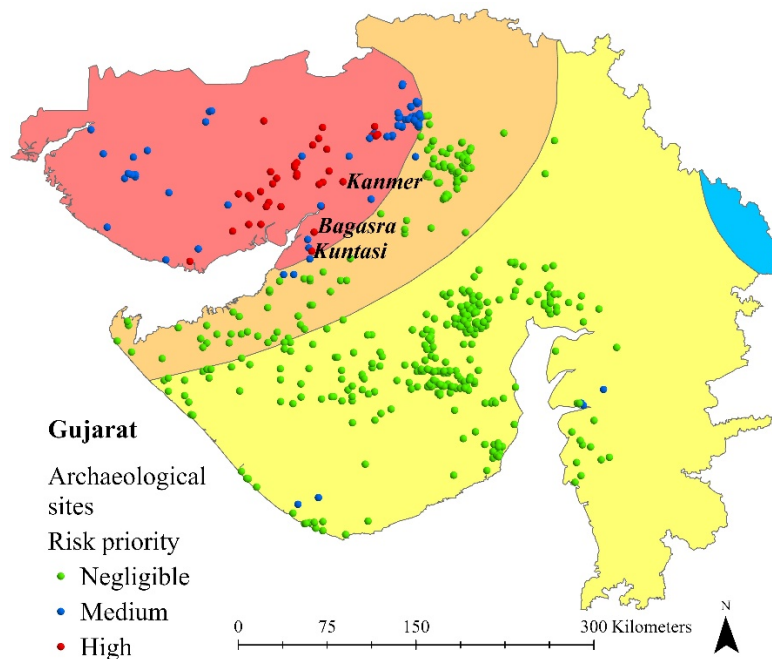 Kanmer
Bagasra
Kuntasi
Gujarat
Archaeological
sites
Risk priority
Negligible
Medium
High
N
0 75 150 300 Kilometers